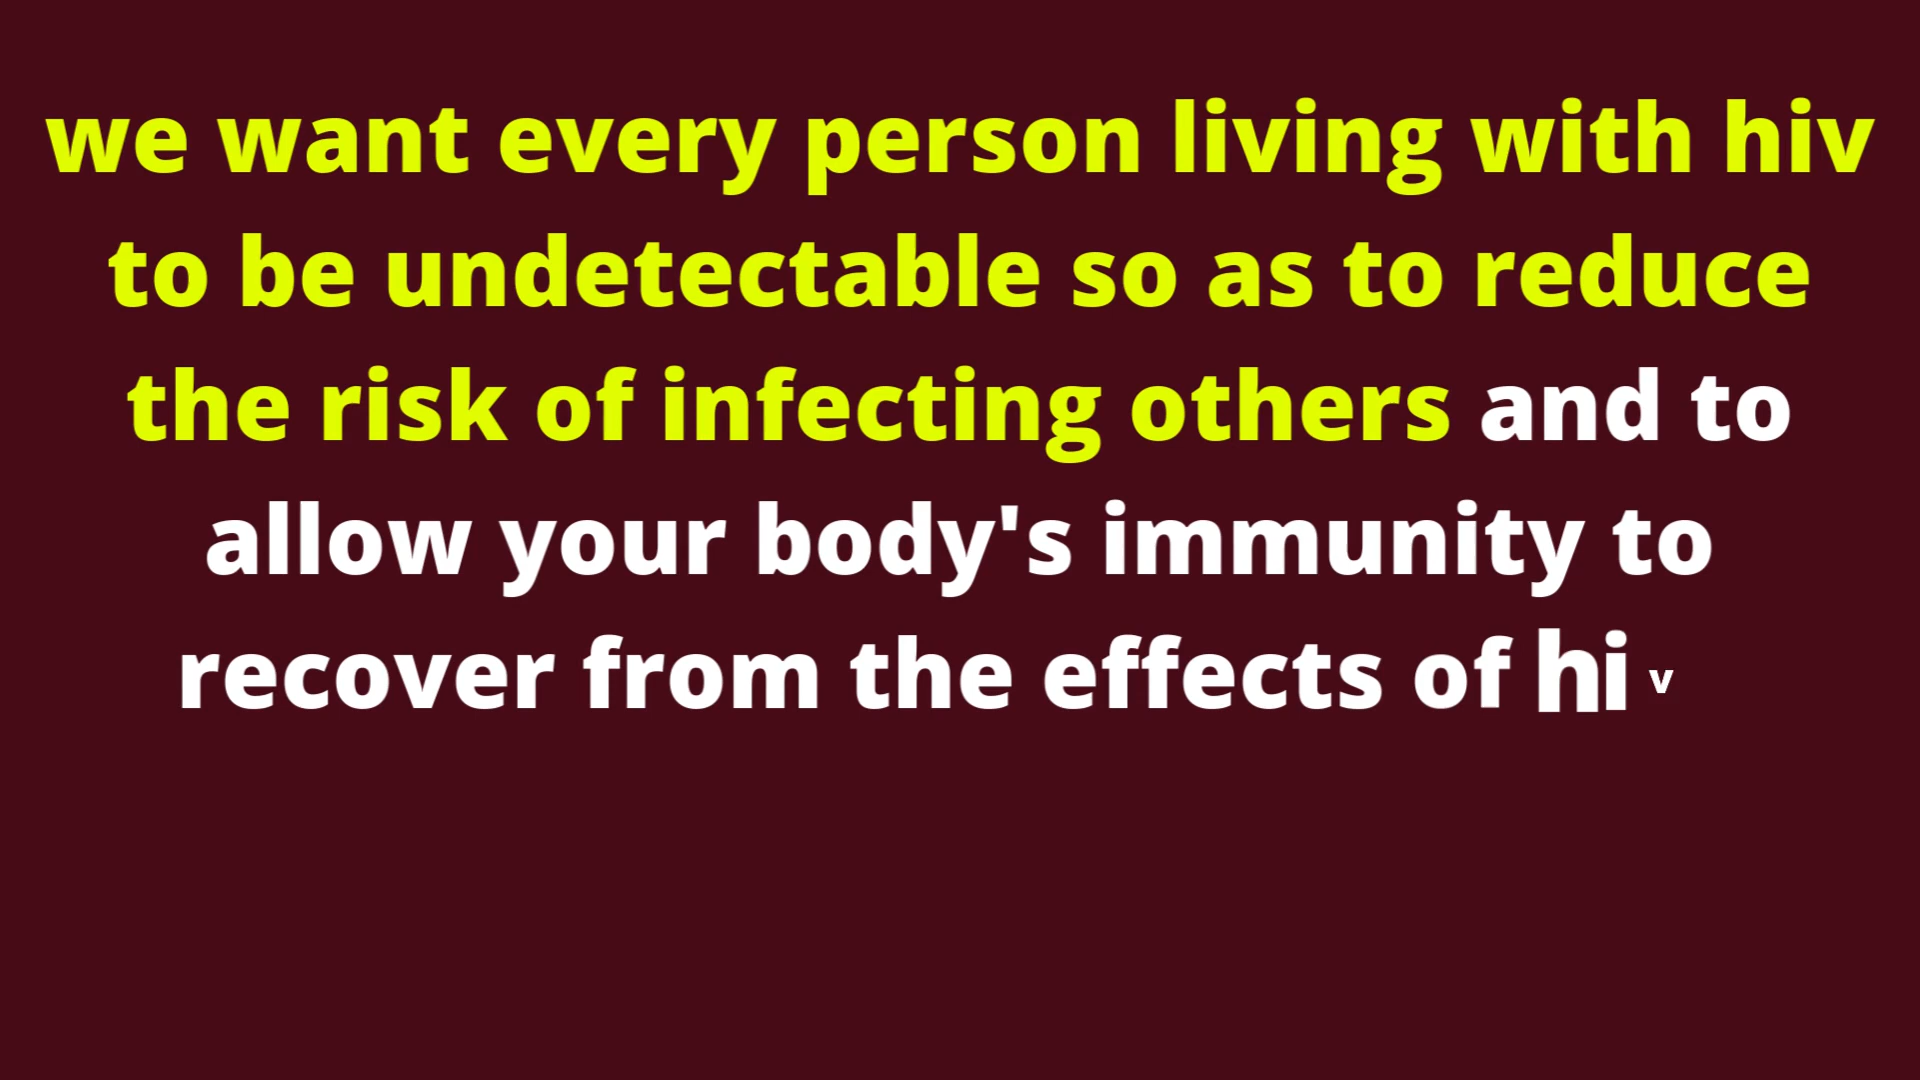 we want every person living with hiv
to be undetectable so as to reduce
the risk of infecting others and to
allow your body's immunity to
recover from the effects of hiv